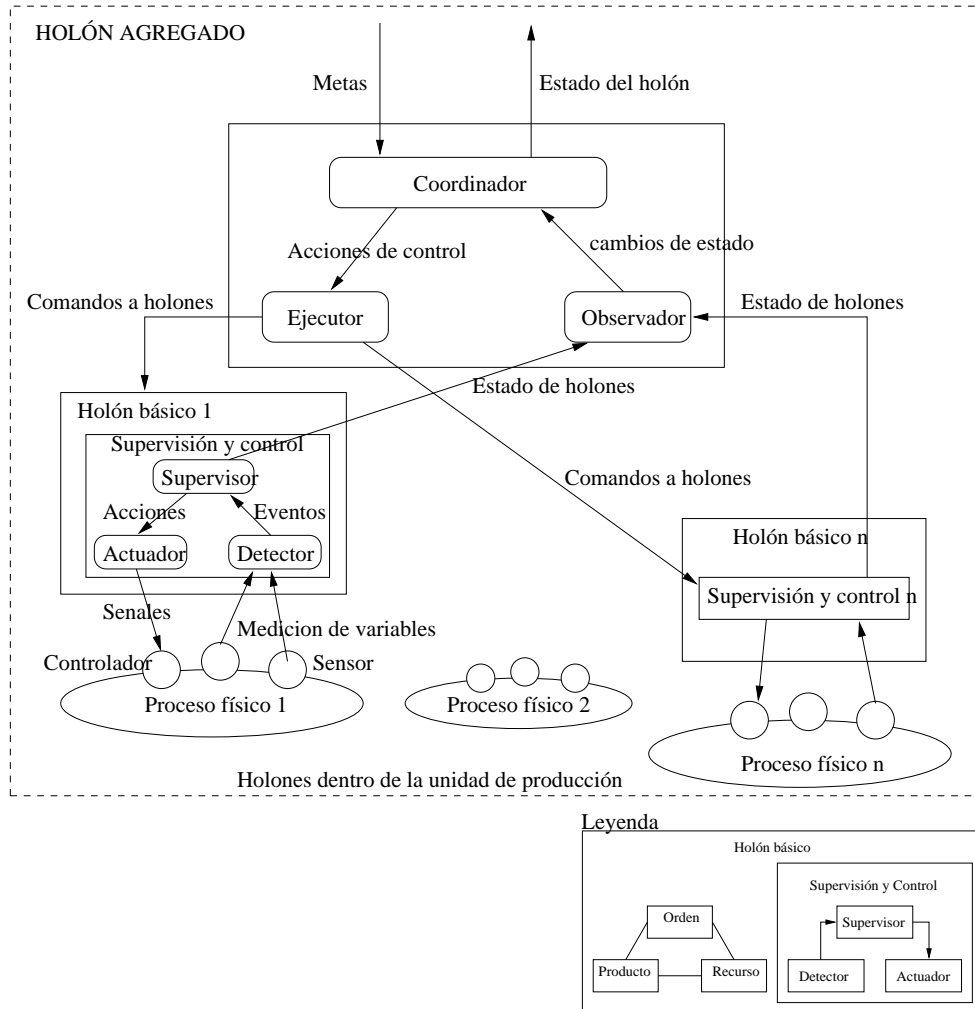 HOLÓN AGREGADO
Metas
Estado del holón
Coordinador
Acciones de control
cambios de estado
Comandos a holones
Ejecutor
Observador
Estado de holones
Estado de holones
Holón básico 1
Supervisión y control
Supervisor
Acciones
Eventos
Actuador
Detector
Comandos a holones
Holón básico n
Supervisión y control n
Senales
Medicion de variables
Controlador
Sensor
Proceso físico 1
Proceso físico 2
Proceso físico n
Holones dentro de la unidad de producción
Leyenda
Holón básico
Supervisión y Control
Orden
Supervisor
Producto
Recurso
Detector
Actuador